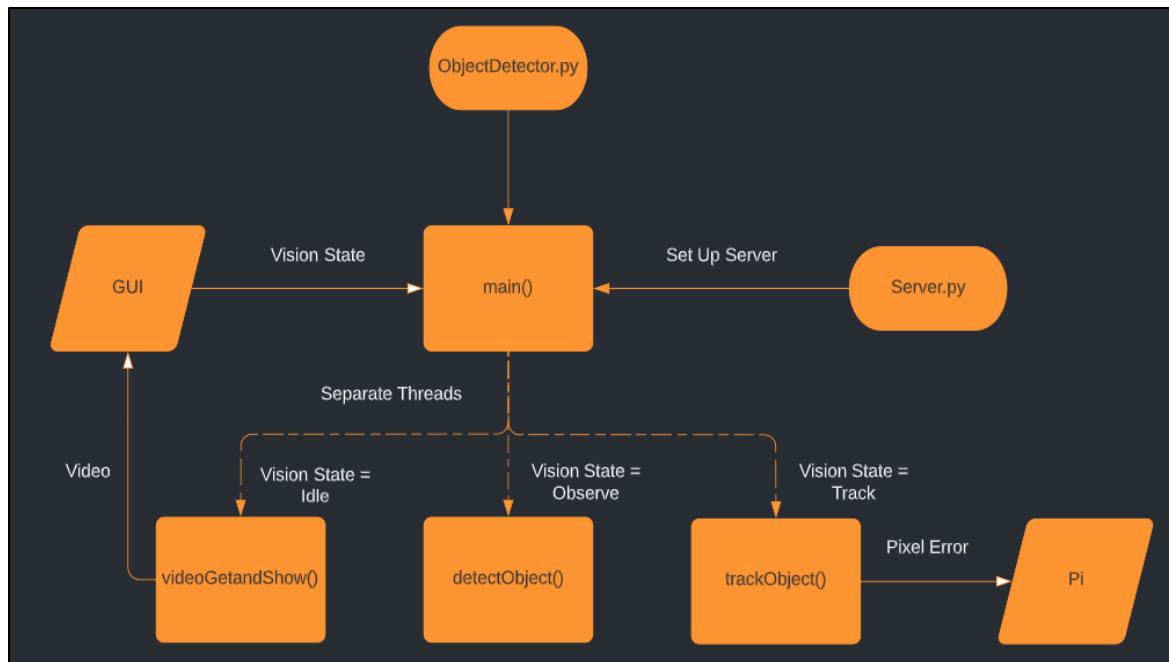 ObjectDetector.py
Vision State
Set Up Server
GUI
main()
Server.py
Separate Threads
Video
Vision State =
Idle
Vision State =
Observe
Vision State =
Track
Pixel Error
videoGetandShow()
detectObject()
trackObject()
Pi